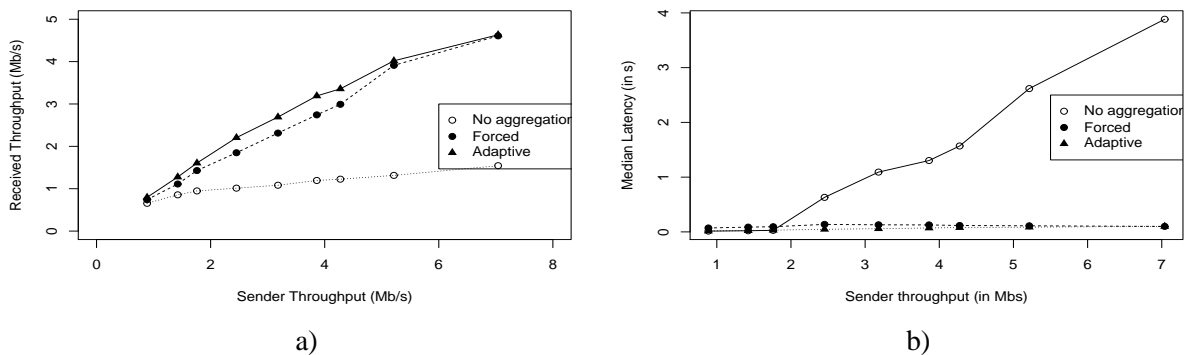 5
4
3
2
1
0
Received Throughput (Mb/s)
No aggregation
Forced
Adaptive
0 2 4 6 8
Sender Throughput (Mb/s)
a)
4
3
2
1
0
Median Latency (in s)
No aggregation
Forced
Adaptive
1 2 3 4 5 6 7
Sender throughput (in Mbs)
b)